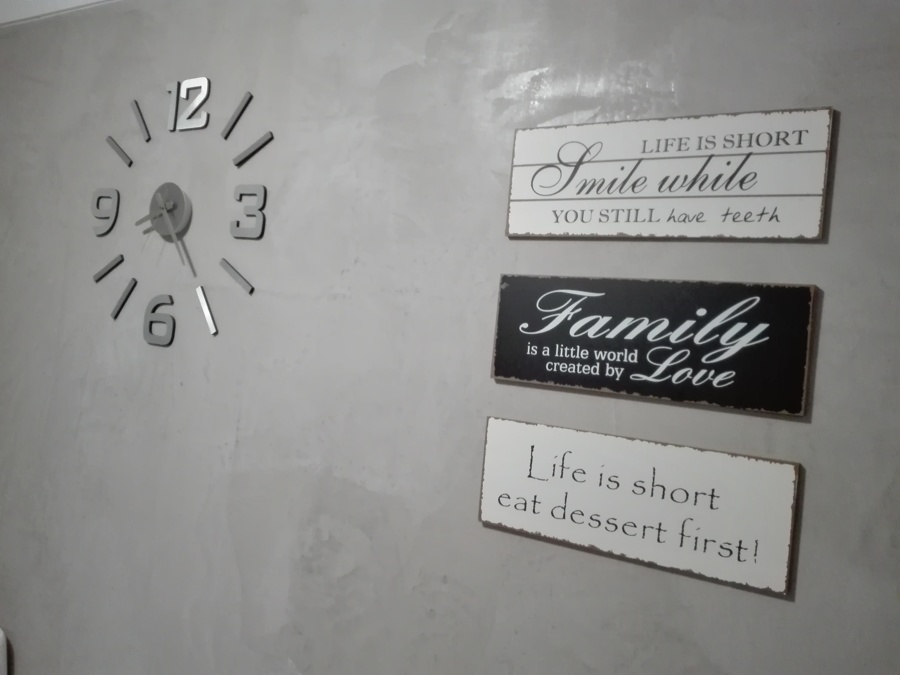 12
9
3
6
LIFE IS SHORT
Smile while
YOU STILL have teeth
Family
is a little world
created by Love
Life is short
eat dessert first!